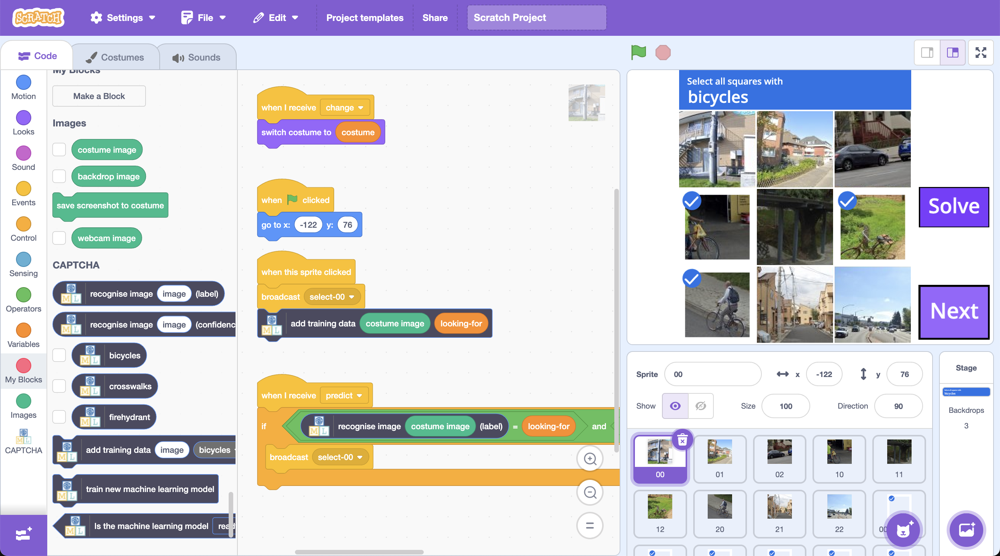 SCRATCH
Settings
File
Edit
Project templates
Share
Scratch Project
Code
Costumes
Sounds
Motion
Looks
Sound
Events
Control
Sensing
Operators
Variables
My Blocks
Images
CAPTCHA
My Blocks
Make a Block
Images
costume image
backdrop image
save screenshot to costume
webcam image
CAPTCHA
M L recognise image image (label)
M L recognise image image (confidenc
M L bicycles
M L crosswalks
M L firehydrant
M L add training data image bicycles
M L train new machine learning model
M L Is the machine learning model read
when I receive change
switch costume to costume
when clicked
go to x: -122 y: 76
when this sprite clicked
broadcast select-00
M L add training data costume image looking-for
when I receive predict
if M L recognise image costume image (label) = looking-for and
broadcast select-00
Select all squares with
bicycles
Solve
Next
Sprite 00 x -122 y 76
Show Size 100 Direction 90
00
01
02
10
11
12
20
21
22
00
Stage
Select all squares with
bicycles
Backdrops
3